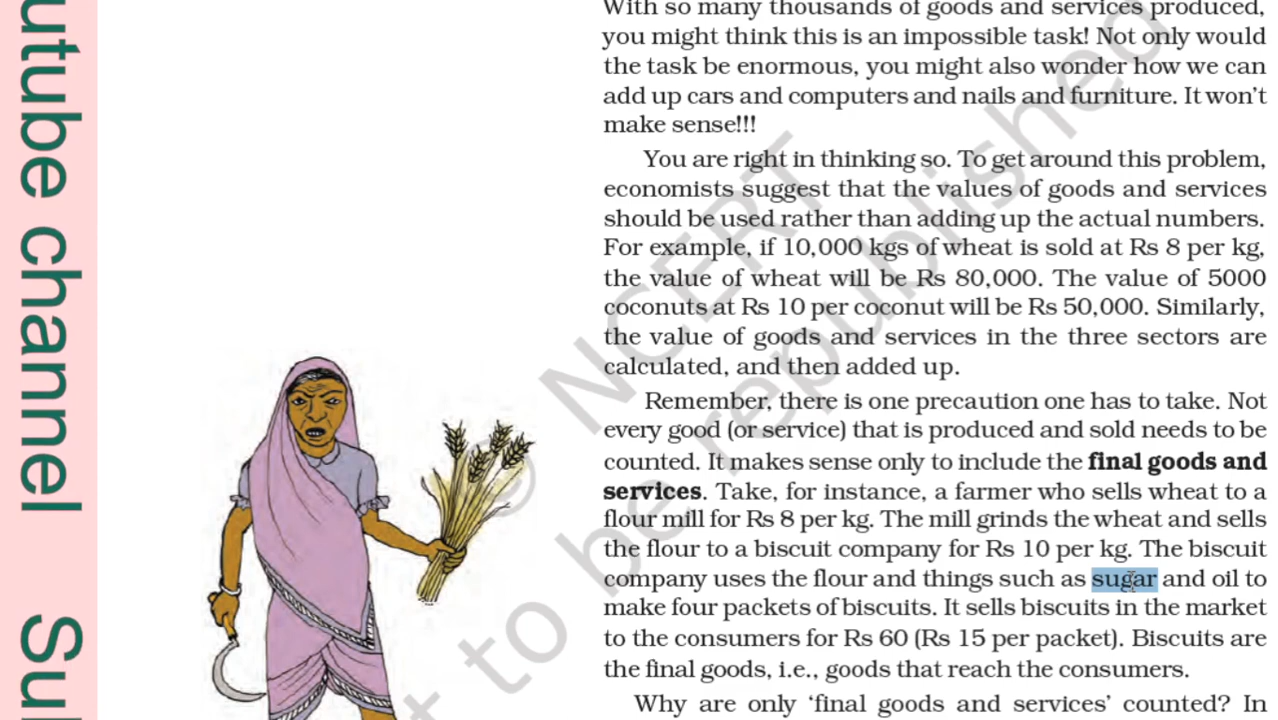 utube channel Sul
With so many thousands of goods and services produced,
you might think this is an impossible task! Not only would
the task be enormous, you might also wonder how we can
add up cars and computers and nails and furniture. It won't
make sense!!!
You are right in thinking so. To get around this problem,
economists suggest that the values of goods and services
should be used rather than adding up the actual numbers.
For example, if 10,000 kgs of wheat is sold at Rs 8 per kg,
the value of wheat will be Rs 80,000. The value of 5000
coconuts at Rs 10 per coconut will be Rs 50,000. Similarly,
the value of goods and services in the three sectors are
calculated, and then added up.
Remember, there is one precaution one has to take. Not
every good (or service) that is produced and sold needs to be
counted. It makes sense only to include the final goods and
services. Take, for instance, a farmer who sells wheat to a
flour mill for Rs 8 per kg. The mill grinds the wheat and sells
the flour to a biscuit company for Rs 10 per kg. The biscuit
company uses the flour and things such as sugar and oil to
make four packets of biscuits. It sells biscuits in the market
to the consumers for Rs 60 (Rs 15 per packet). Biscuits are
the final goods, i.e., goods that reach the consumers.
Why are only 'final goods and services' counted? In
© NCERT
t to be republished